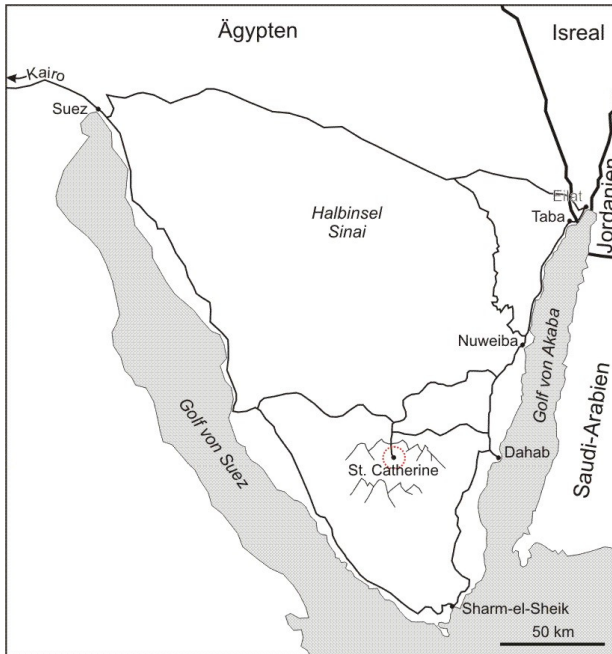 Ägypten
Isreal
Kairo
Suez
Eilat
Taba
Jordanien
Halbinsel
Sinai
Nuweiba
Golf von Akaba
Saudi-Arabien
Golf von Suez
St. Catherine
Dahab
Sharm-el-Sheik
50 km